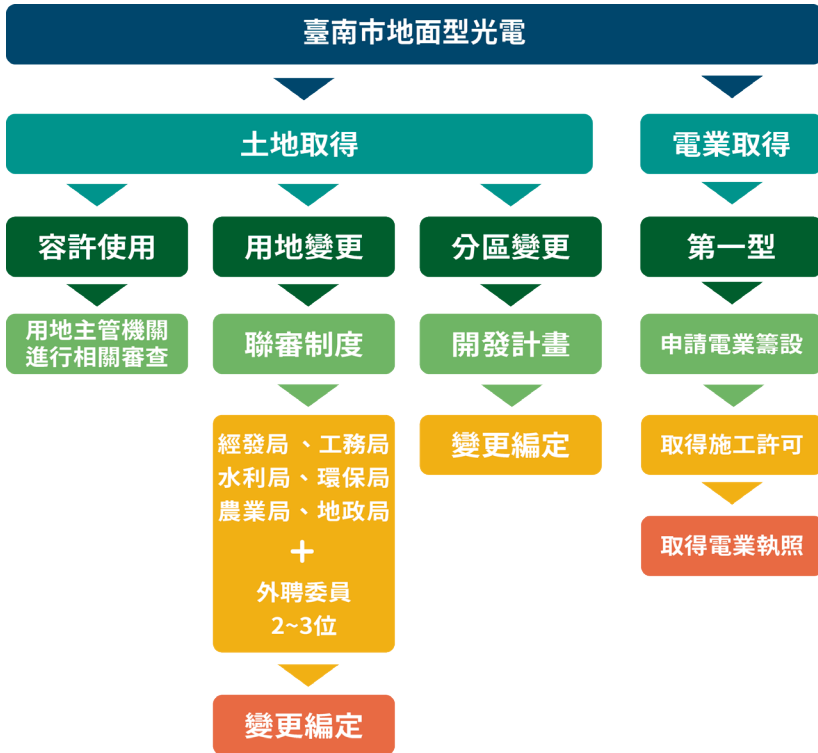 臺南市地面型光電
土地取得
電業取得
容許使用
用地變更
分區變更
第一型
用地主管機關
進行相關審查
聯審制度
開發計畫
申請電業籌設
經發局、工務局
水利局、環保局
農業局、地政局
+
外聘委員
2~3位
變更編定
取得施工許可
取得電業執照
變更編定